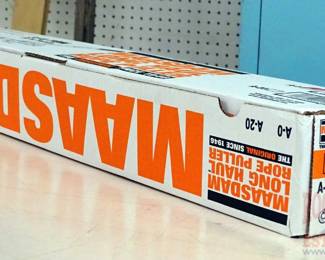 MAASD
MAASDAM
LONG HAUL
ROPE PULLER
THE ORIGINAL SINCE 1946
A-0
A-20
A-